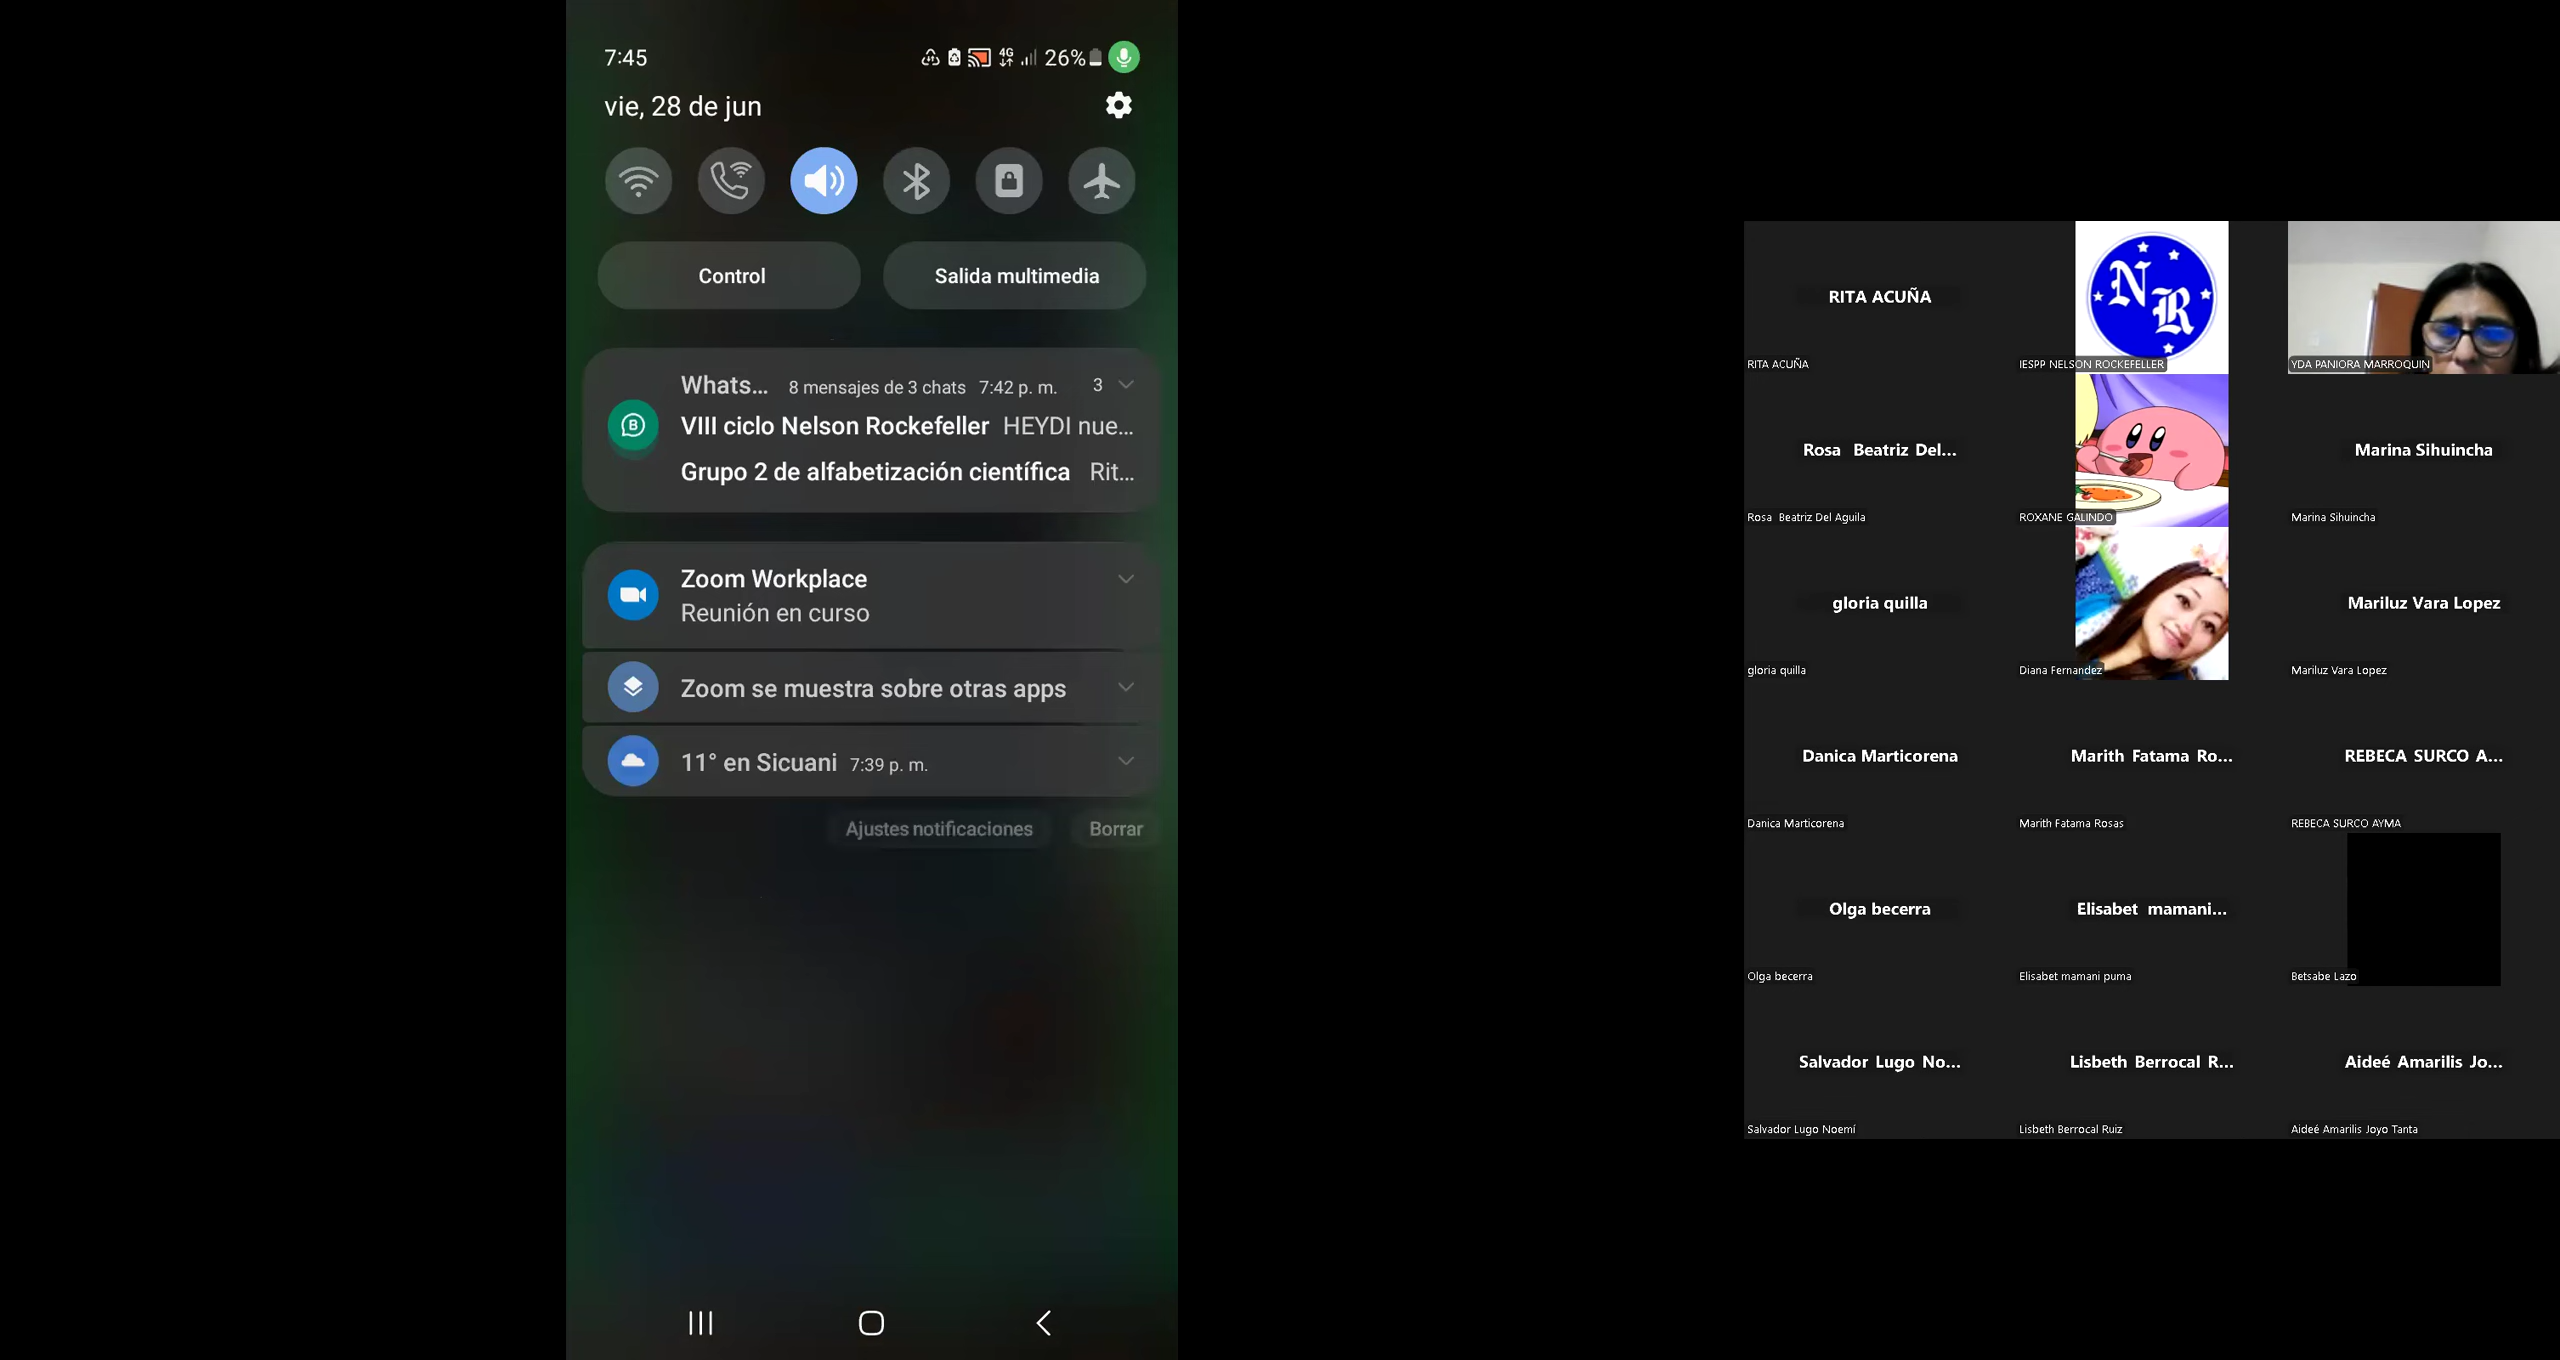 7:45
4G
26%
vie, 28 de jun
Control
Salida multimedia
Whats... 8 mensajes de 3 chats 7:42 p. m. 3
VIII ciclo Nelson Rockefeller HEYDI nue...
Grupo 2 de alfabetización científica Rit...
Zoom Workplace
Reunión en curso
Zoom se muestra sobre otras apps
11° en Sicuani 7:39 p. m.
Ajustes notificaciones
Borrar
RITA ACUÑA
RITA ACUÑA
N R
IESPP NELSON ROCKEFELLER
YDA PANIORA MARROQUIN
Rosa Beatriz Del...
Rosa Beatriz Del Aguila
ROXANE GALINDO
Marina Sihuincha
Marina Sihuincha
gloria quilla
gloria quilla
Diana Fernandez
Mariluz Vara Lopez
Mariluz Vara Lopez
Danica Marticorena
Danica Marticorena
Marith Fatama Ro...
Marith Fatama Rosas
REBECA SURCO A...
REBECA SURCO AYMA
Olga becerra
Olga becerra
Elisabet mamani...
Elisabet mamani puma
Betsabe Lazo
Salvador Lugo No...
Salvador Lugo Noemí
Lisbeth Berrocal R...
Lisbeth Berrocal Ruiz
Aideé Amarilis Jo...
Aideé Amarilis Joyo Tanta